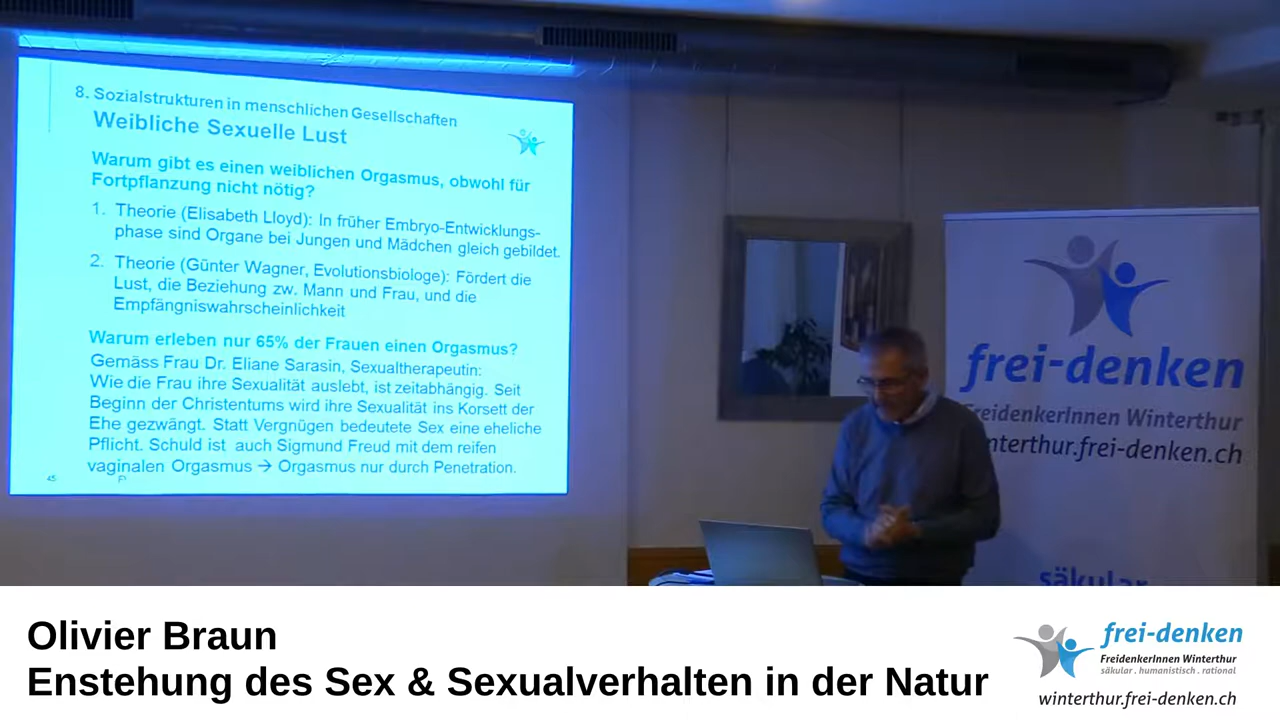 8. Sozialstrukturen in menschlichen Gesellschaften
Weibliche Sexuelle Lust
Warum gibt es einen weiblichen Orgasmus, obwohl für
Fortpflanzung nicht nötig?
1. Theorie (Elisabeth Lloyd): In früher Embryo-Entwicklungs-
phase sind Organe bei Jungen und Mädchen gleich gebildet.
2. Theorie (Günter Wagner, Evolutionsbiologe): Fördert die
Lust, die Beziehung zw. Mann und Frau, und die
Empfängniswahrscheinlichkeit
Warum erleben nur 65% der Frauen einen Orgasmus?
Gemäss Frau Dr. Eliane Sarasin, Sexualtherapeutin:
Wie die Frau ihre Sexualität auslebt, ist zeitabhängig. Seit
Beginn der Christentums wird ihre Sexualität ins Korsett der
Ehe gezwängt. Statt Vergnügen bedeutete Sex eine eheliche
Pflicht. Schuld ist auch Sigmund Freud mit dem reifen
vaginalen Orgasmus → Orgasmus nur durch Penetration.
45
frei-denken
FreidenkerInnen Winterthur
winterthur.frei-denken.ch
säkular
Olivier Braun
Enstehung des Sex & Sexualverhalten in der Natur
frei-denken
FreidenkerInnen Winterthur
säkular . humanistisch . rational
winterthur.frei-denken.ch